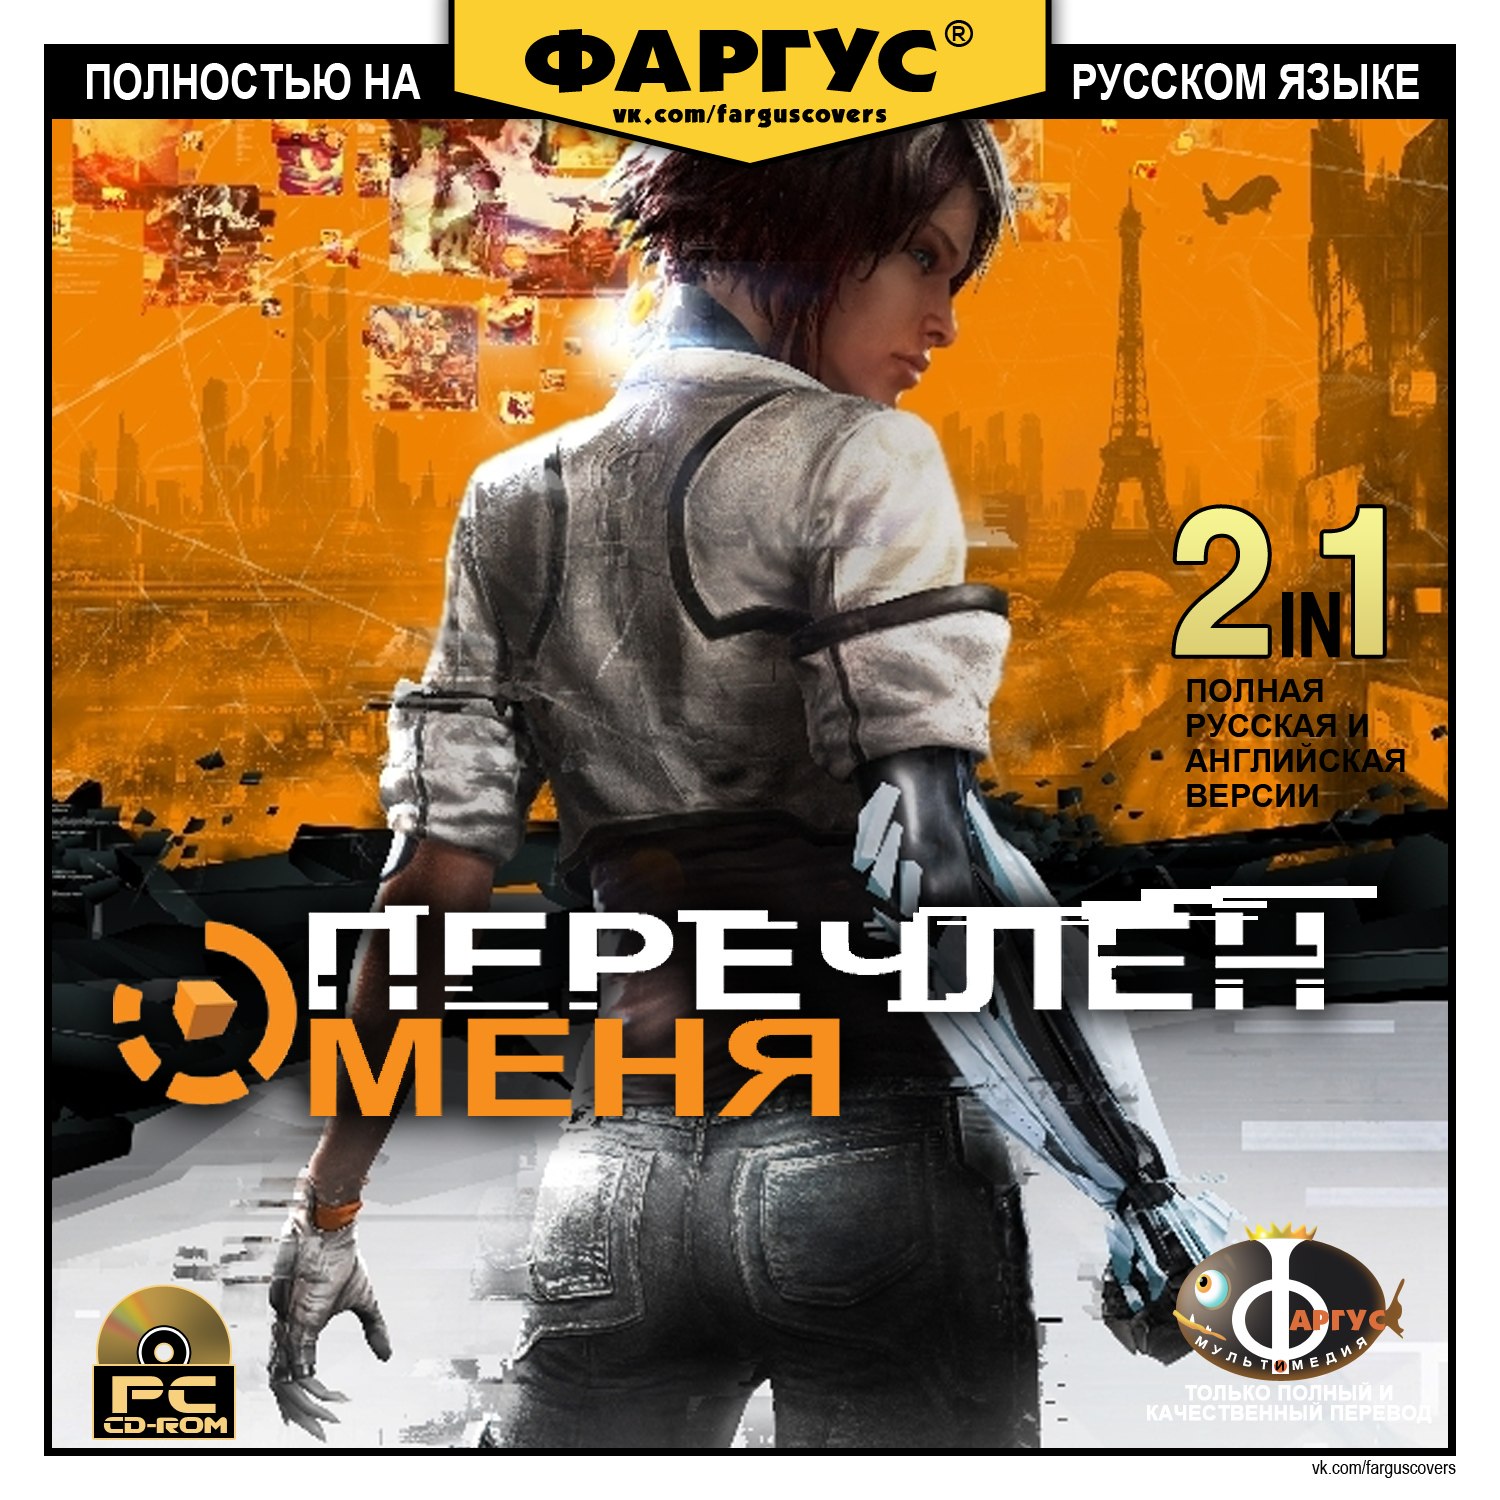 ФАРГУС®
vk.com/farguscovers
ПОЛНОСТЬЮ НА РУССКОМ ЯЗЫКЕ
2IN1
ПОЛНАЯ
РУССКАЯ И
АНГЛИЙСКАЯ
ВЕРСИИ
ПЕРЕЧЛЕН
МЕНЯ
PC
CD-ROM
ФАРГУС
МУЛЬТИМЕДИЯ
ТОЛЬКО ПОЛНЫЙ И
КАЧЕСТВЕННЫЙ ПЕРЕВОД
vk.com/farguscovers